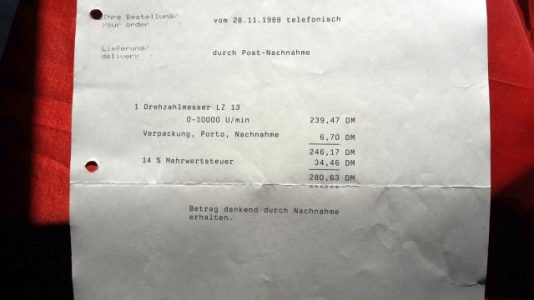 Ihre Bestellung/
your order
vom 28.11.1988 telefonisch
Lieferung/
delivery
durch Post-Nachnahme
1 Drehzahlmesser LZ 13
0-10000 U/min 239,47 DM
Verpackung, Porto, Nachnahme 6,70 DM
246,17 DM
14 % Mehrwertsteuer 34,46 DM
280,63 DM
======
Betrag dankend durch Nachnahme
erhalten.